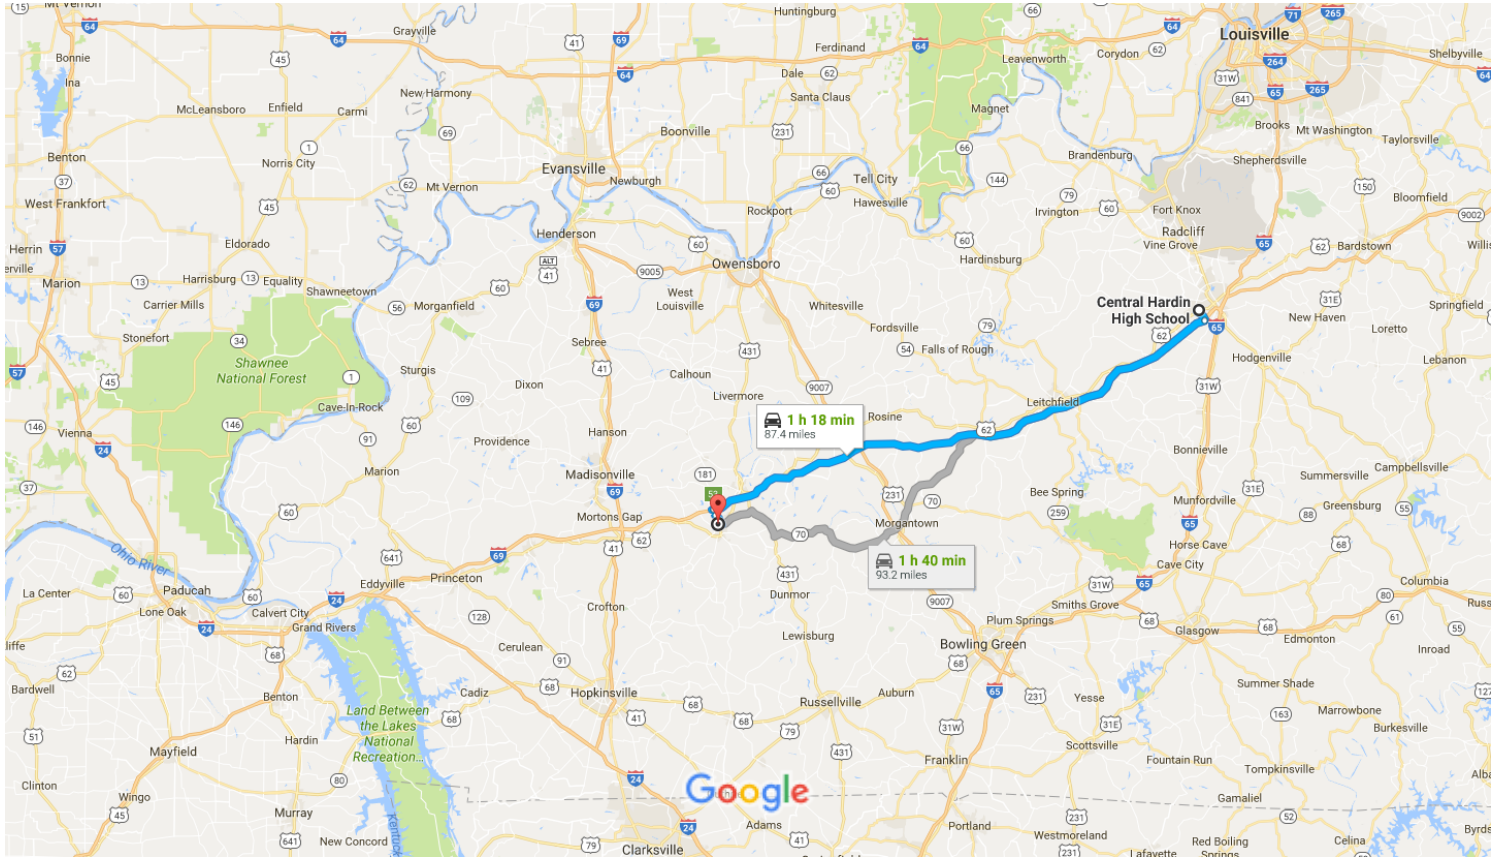 Mt Vernon
Huntingburg
Grayville
Ferdinand
Louisville
Bonnie
Leavenworth
Corydon
Shelbyville
Ina
Dale
Santa Claus
New Harmony
McLeansboro
Enfield
Carmi
Magnet
Brooks
Mt Washington
Taylorsville
Boonville
Norris City
Benton
Evansville
Brandenburg
Shepherdsville
Newburgh
Mt Vernon
Tell City
West Frankfort
Hawesville
Rockport
Irvington
Fort Knox
Bloomfield
Henderson
Radcliff
Vine Grove
Bardstown
Willis
Herrin
Eldorado
Owensboro
Hardinsburg
erville
Marion
Harrisburg
Equality
Shawneetown
Carrier Mills
Morganfield
West
Louisville
Whitesville
Central Hardin
High School
New Haven
Springfield
Stonefort
Sebree
Fordsville
Loretto
Falls of Rough
Hodgenville
Lebanon
Shawnee
National Forest
Sturgis
Dixon
Calhoun
Livermore
Cave-In-Rock
Leitchfield
1 h 18 min
87.4 miles
Rosine
Vienna
Hanson
Providence
Bonnieville
Marion
Madisonville
Summersville
Campbellsville
Bee Spring
Munfordville
Greensburg
Mortons Gap
Morgantown
Horse Cave
Ohio River
1 h 40 min
93.2 miles
Cave City
Princeton
Eddyville
La Center
Paducah
Lone Oak
Calvert City
Grand Rivers
Dunmor
Columbia
Crofton
Smiths Grove
Plum Springs
Russ
Lewisburg
Glasgow
Edmonton
Bowling Green
Inroad
liffe
Cerulean
Bardwell
Benton
Cadiz
Hopkinsville
Russellville
Auburn
Yesse
Summer Shade
Marrowbone
Burkesville
Land Between
the Lakes
National
Recreation...
Hardin
Mayfield
Scottsville
Franklin
Fountain Run
Tompkinsville
Alba
Clinton
Wingo
Google
Gamaliel
Murray
Kentuck
Adams
Portland
Westmoreland
New Concord
Clarksville
Lafayette
Red Boiling
Springs
Celina
Byrds